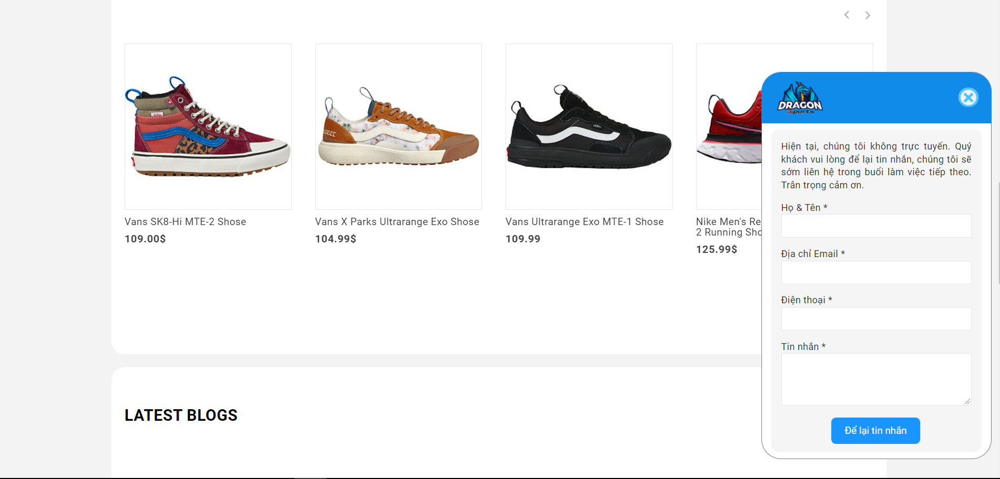 Vans SK8-Hi MTE-2 Shose
109.00$
Vans X Parks Ultrarange Exo Shose
104.99$
Vans Ultrarange Exo MTE-1 Shose
109.99
Nike Men's Re
2 Running Sho
125.99$
LATEST BLOGS
DRAGON
Sports
Hiện tại, chúng tôi không trực tuyến. Quý
khách vui lòng để lại tin nhắn, chúng tôi sẽ
sớm liên hệ trong buổi làm việc tiếp theo.
Trân trọng cảm ơn.
Họ & Tên *
Địa chỉ Email *
Điện thoại *
Tin nhắn *
Để lại tin nhắn